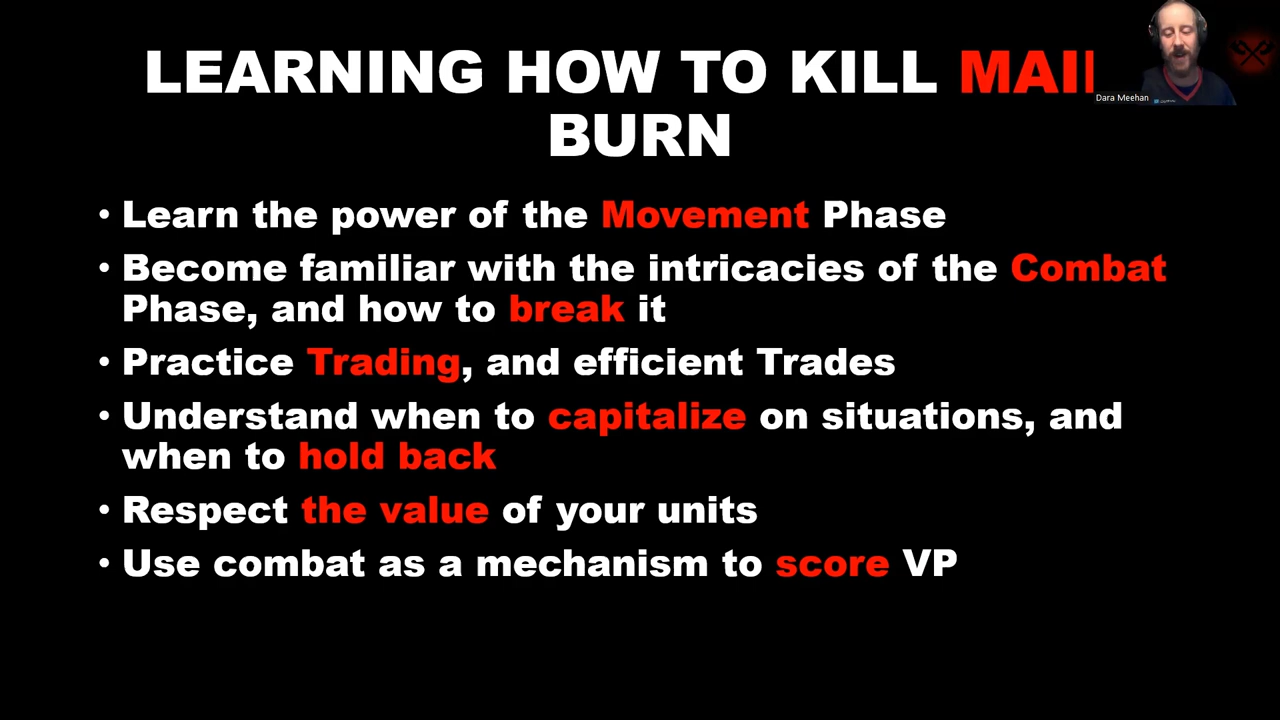 LEARNING HOW TO KILL
BURN
• Learn the power of the Movement Phase
• Become familiar with the intricacies of the Combat
Phase, and how to break it
• Practice Trading, and efficient Trades
• Understand when to capitalize on situations, and
when to hold back
• Respect the value of your units
• Use combat as a mechanism to score VP
Dara Meehan